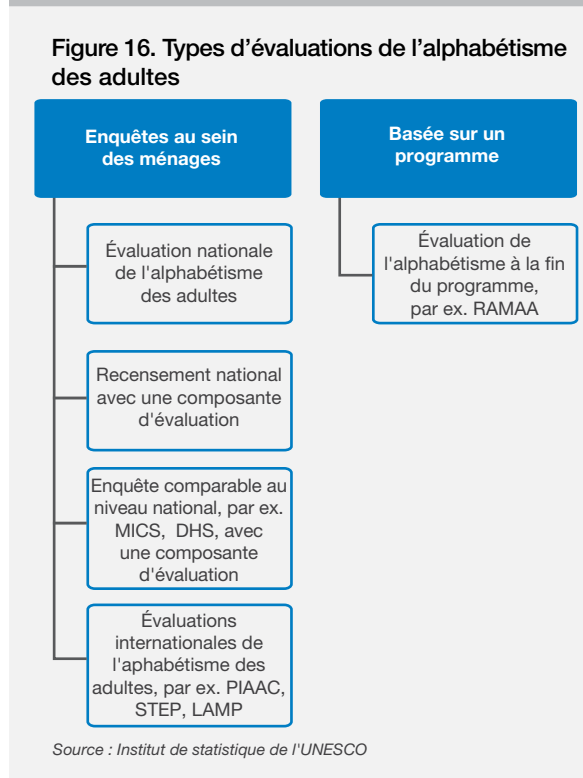 Figure 16. Types d’évaluations de l’alphabétisme
des adultes
Enquêtes au sein
des ménages
Évaluation nationale
de l'alphabétisme
des adultes
Recensement national
avec une composante
d'évaluation
Enquête comparable au
niveau national, par ex.
MICS, DHS, avec
une composante
d'évaluation
Évaluations
internationales de
l'aphabétisme des
adultes, par ex. PIAAC,
STEP, LAMP
Basée sur un
programme
Évaluation de
l'alphabétisme à la fin
du programme,
par ex. RAMAA
Source : Institut de statistique de l'UNESCO